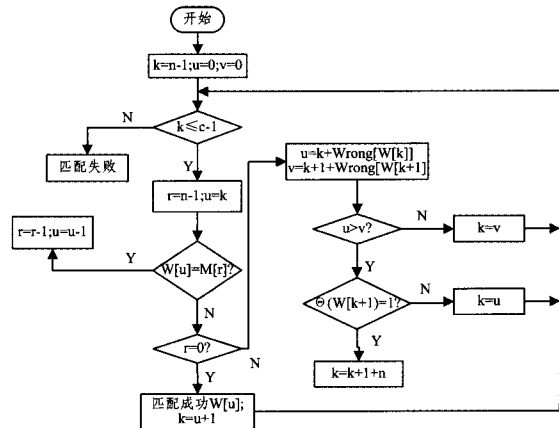 开始
k=n-1;u=0;v=0
k≤c-1
N
Y
匹配失败
r=n-1;u=k
r=r-1;u=u-1
Y
W[u]=M[r]?
N
r=0?
N
Y
匹配成功W[u];
k=u+1
u=k+Wrong[W[k]]
v=k+1+Wrong[W[k+1]
u>v?
N
k=v
Y
Θ(W[k+1)=1?
N
k=u
Y
k=k+1+n